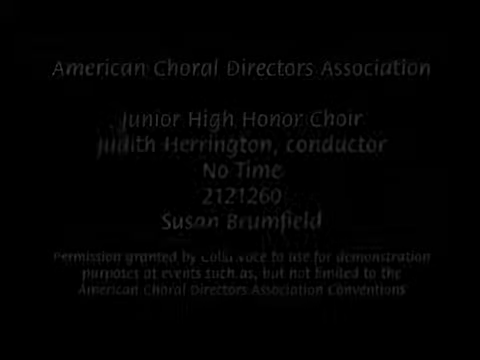 American Choral Directors Association
Junior High Honor Choir
Judith Herrington, conductor
No Time
2121260
Susan Brumfield
Permission granted by Colla Voce to use for demonstration
purposes at events such as, but not limited to the
American Choral Directors Association Conventions